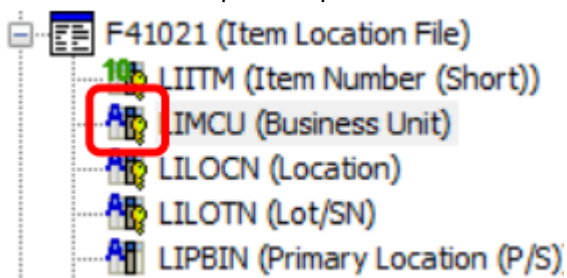 F41021 (Item Location File)
LIITM (Item Number (Short))
LIMCU (Business Unit)
LILOCN (Location)
LILOTN (Lot/SN)
LIPBIN (Primary Location (P/S))